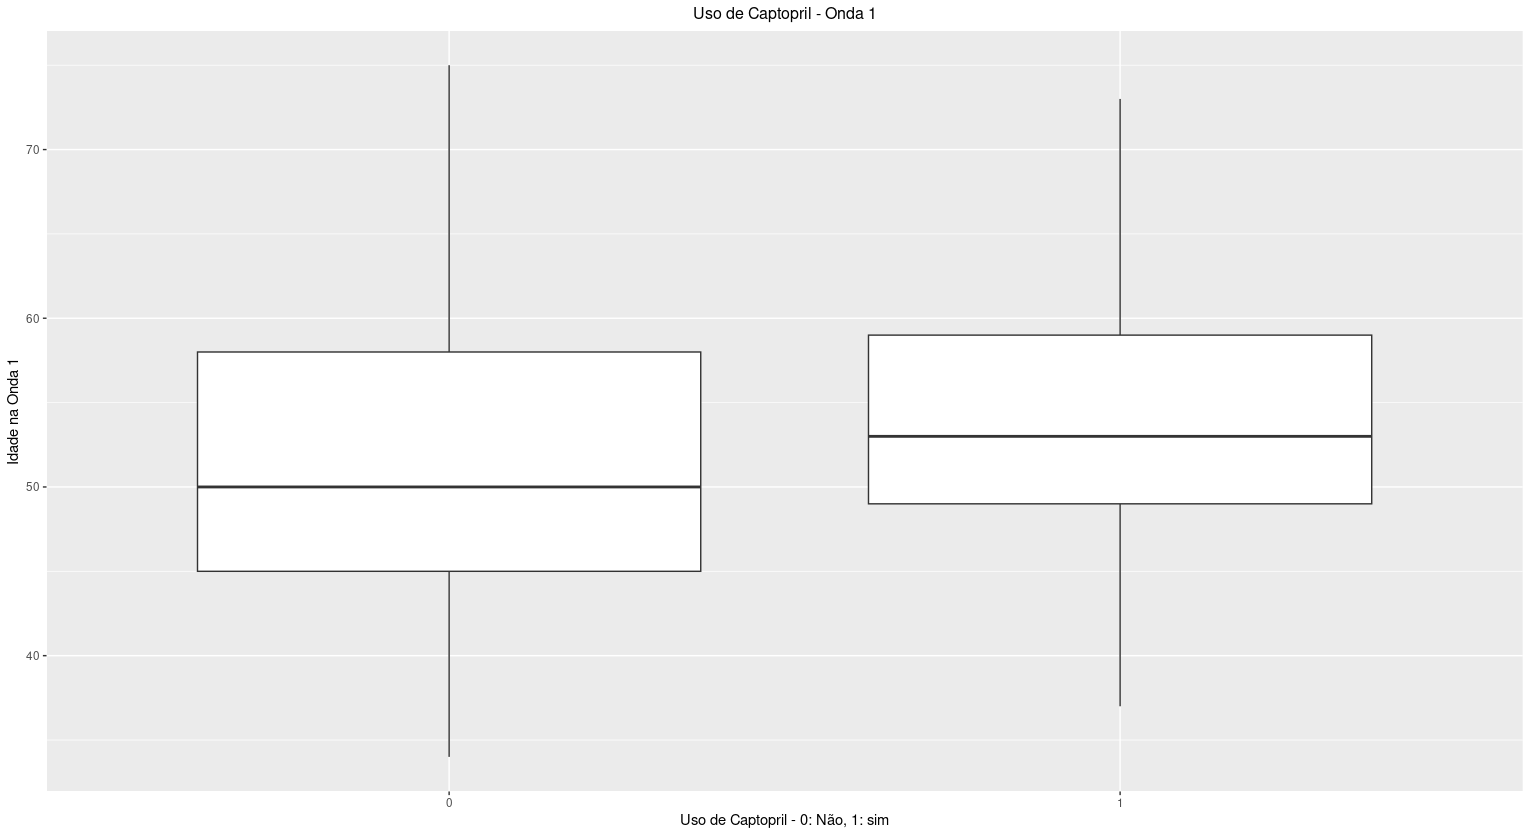 Uso de Captopril - Onda 1
Idade na Onda 1
70
60
50
40
0
1
Uso de Captopril - 0: Não, 1: sim